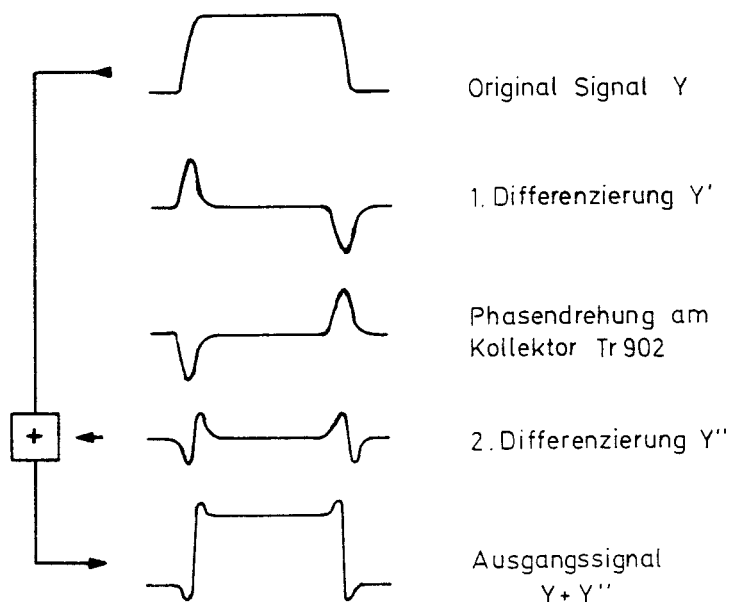 Original Signal Y
1. Differenzierung Y'
Phasendrehung am
Kollektor Tr 902
+
2. Differenzierung Y''
Ausgangssignal
Y + Y''